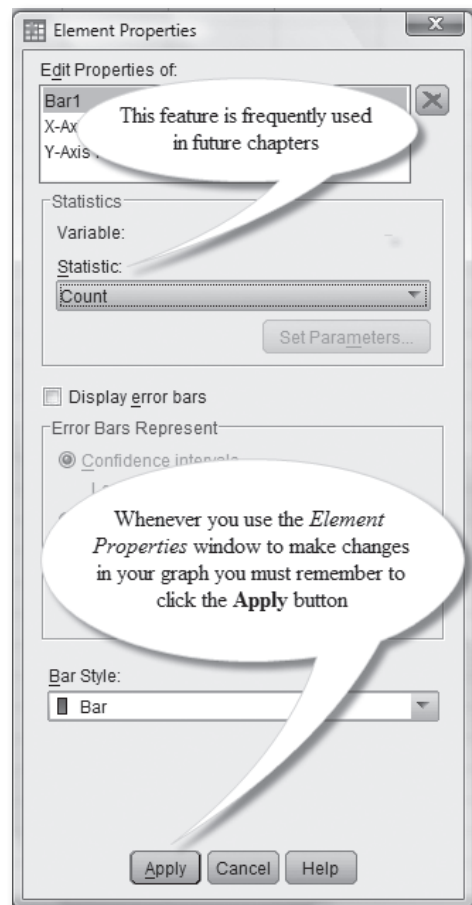 Element Properties
X
Edit Properties of:
Bar1
X-Ax
Y-Axis
This feature is frequently used
in future chapters
Statistics
Variable:
Statistic:
Count
Set Parameters...
Display error bars
Error Bars Represent
Confidence intervals
Whenever you use the Element
Properties window to make changes
in your graph you must remember to
click the Apply button
Bar Style:
Bar
Apply Cancel Help